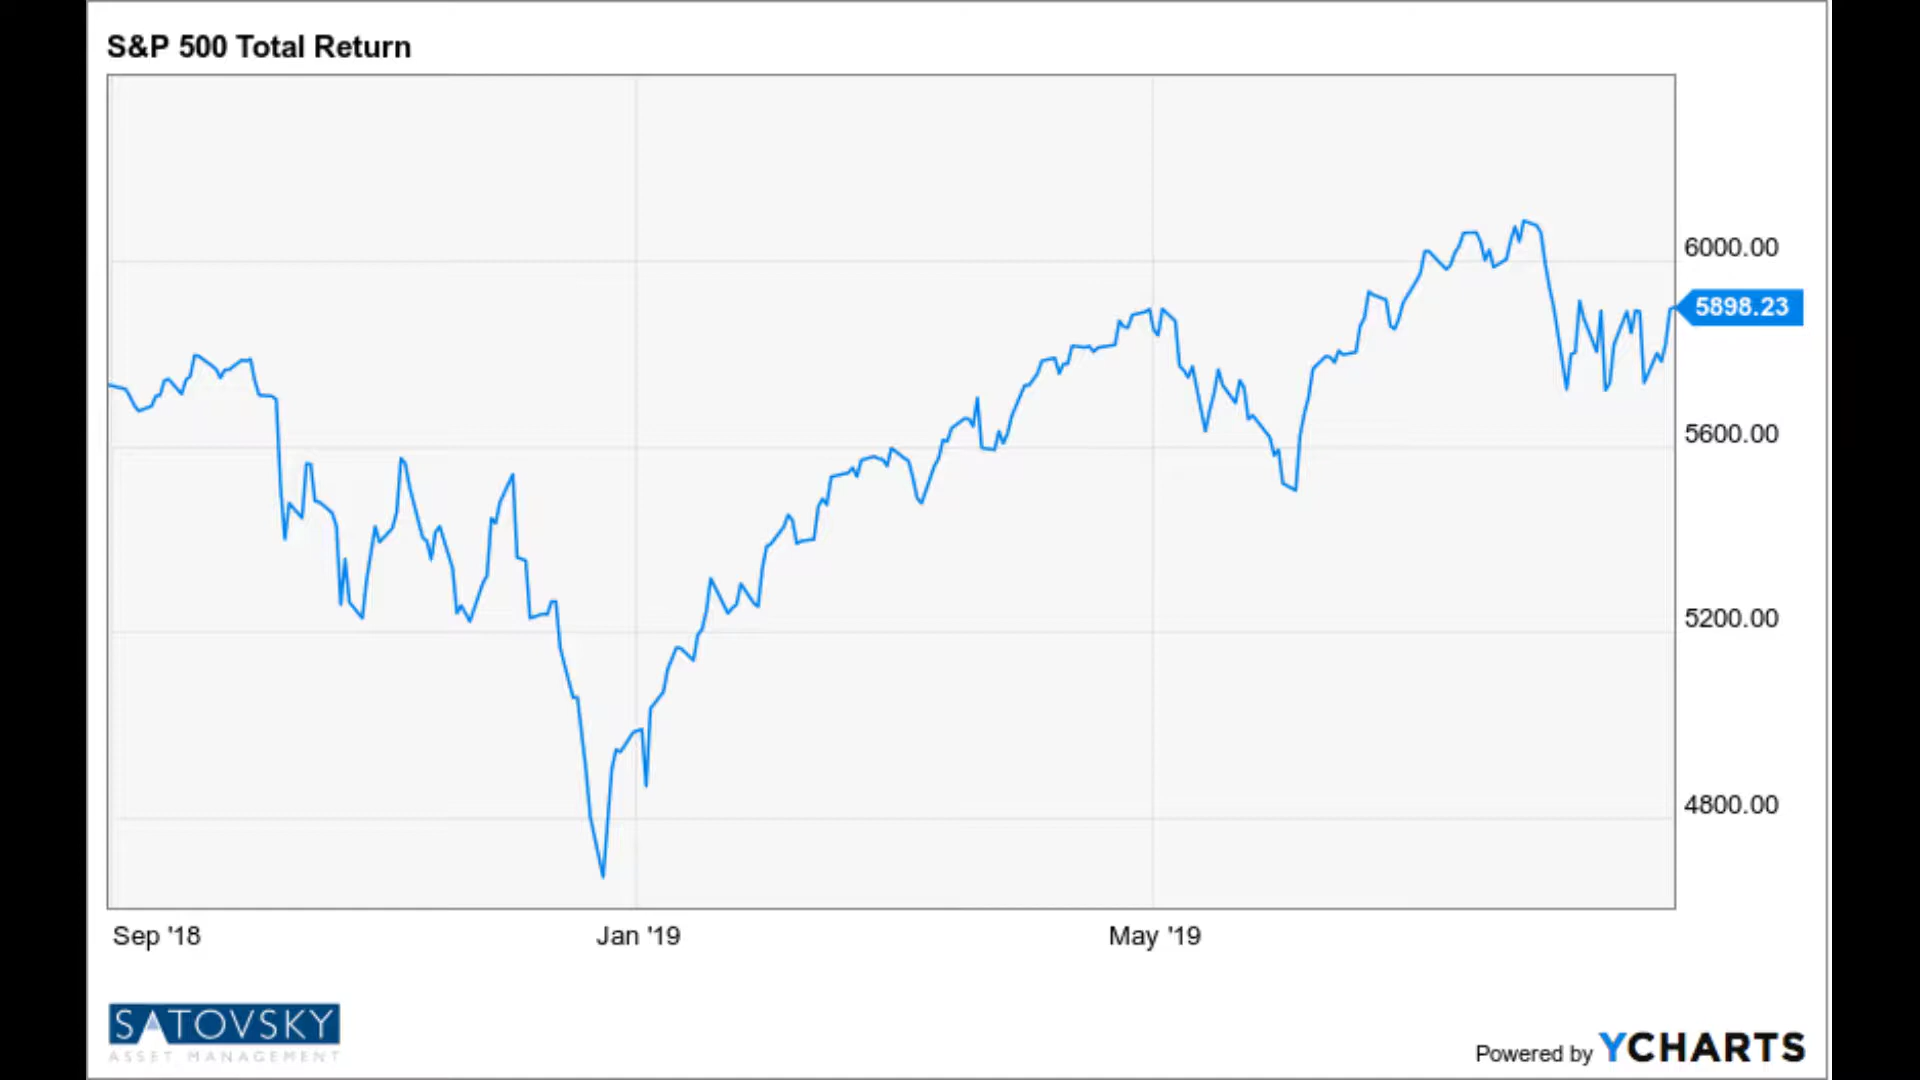 S&P 500 Total Return
6000.00
5898.23
5600.00
5200.00
4800.00
Sep '18 Jan '19 May '19
SATOVSKY
ASSET MANAGEMENT
Powered by YCHARTS